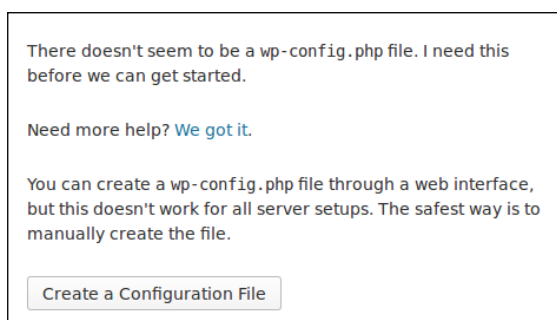 There doesn't seem to be a wp-config.php file. I need this
before we can get started.
Need more help? We got it.
You can create a wp-config.php file through a web interface,
but this doesn't work for all server setups. The safest way is to
manually create the file.
Create a Configuration File